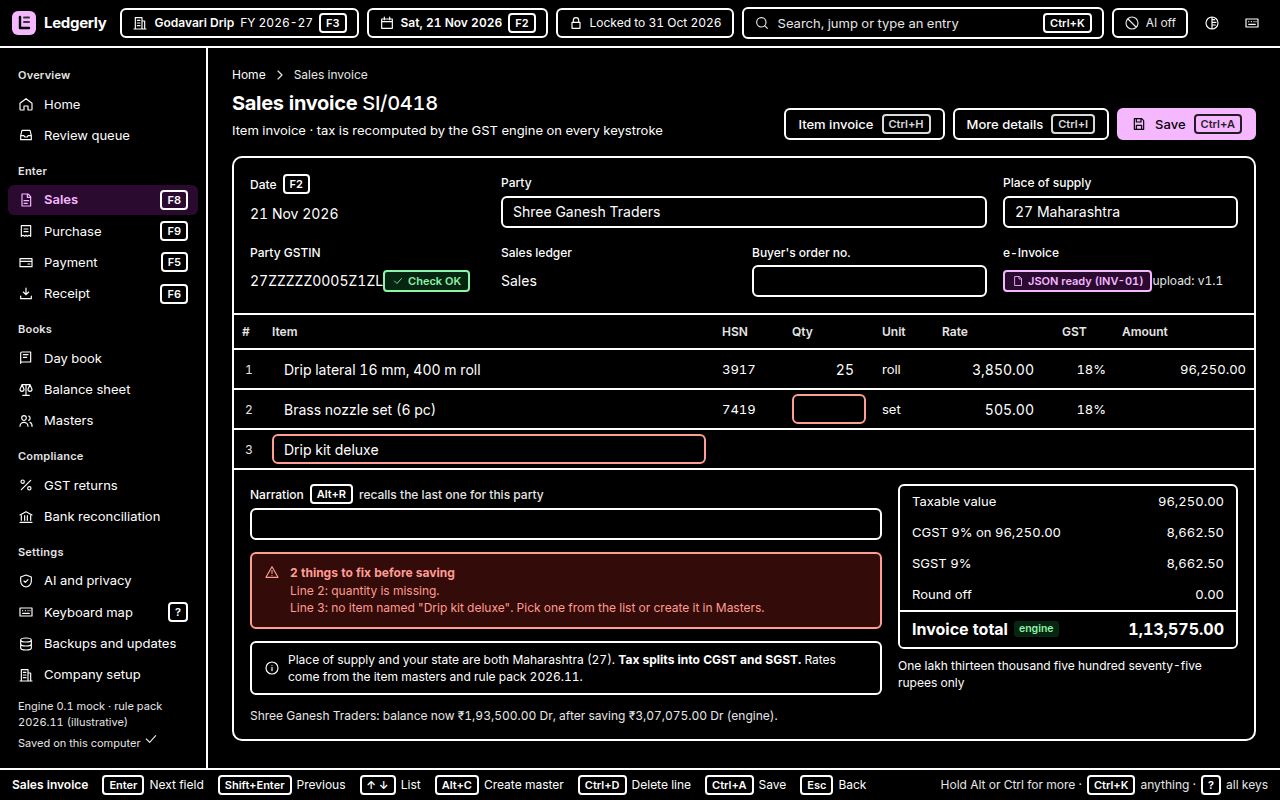 Ledgerly
Godavari Drip FY 2026-27 F3
Sat, 21 Nov 2026 F2
Locked to 31 Oct 2026
Search, jump or type an entry Ctrl+K
AI off
Overview
Home
Review queue
Enter
Sales F8
Purchase F9
Payment F5
Receipt F6
Books
Day book
Balance sheet
Masters
Compliance
GST returns
Bank reconciliation
Settings
AI and privacy
Keyboard map ?
Backups and updates
Company setup
Engine 0.1 mock · rule pack
2026.11 (illustrative)
Saved on this computer
Home Sales invoice
Sales invoice SI/0418
Item invoice · tax is recomputed by the GST engine on every keystroke
Item invoice Ctrl+H
More details Ctrl+I
Save Ctrl+A
Date F2 Party Place of supply
21 Nov 2026 Shree Ganesh Traders 27 Maharashtra
Party GSTIN Sales ledger Buyer's order no. e-Invoice
27ZZZZZ0005Z1ZL Check OK Sales JSON ready (INV-01) upload: v1.1
# Item HSN Qty Unit Rate GST Amount
1 Drip lateral 16 mm, 400 m roll 3917 25 roll 3,850.00 18% 96,250.00
2 Brass nozzle set (6 pc) 7419 set 505.00 18%
3 Drip kit deluxe
Narration Alt+R recalls the last one for this party
2 things to fix before saving
Line 2: quantity is missing.
Line 3: no item named "Drip kit deluxe". Pick one from the list or create it in Masters.
Place of supply and your state are both Maharashtra (27). Tax splits into CGST and SGST. Rates
come from the item masters and rule pack 2026.11.
Shree Ganesh Traders: balance now ₹1,93,500.00 Dr, after saving ₹3,07,075.00 Dr (engine).
Taxable value 96,250.00
CGST 9% on 96,250.00 8,662.50
SGST 9% 8,662.50
Round off 0.00
Invoice total engine 1,13,575.00
One lakh thirteen thousand five hundred seventy-five
rupees only
Sales invoice Enter Next field Shift+Enter Previous ↑ ↓ List Alt+C Create master Ctrl+D Delete line Ctrl+A Save Esc Back Hold Alt or Ctrl for more · Ctrl+K anything · ? all keys